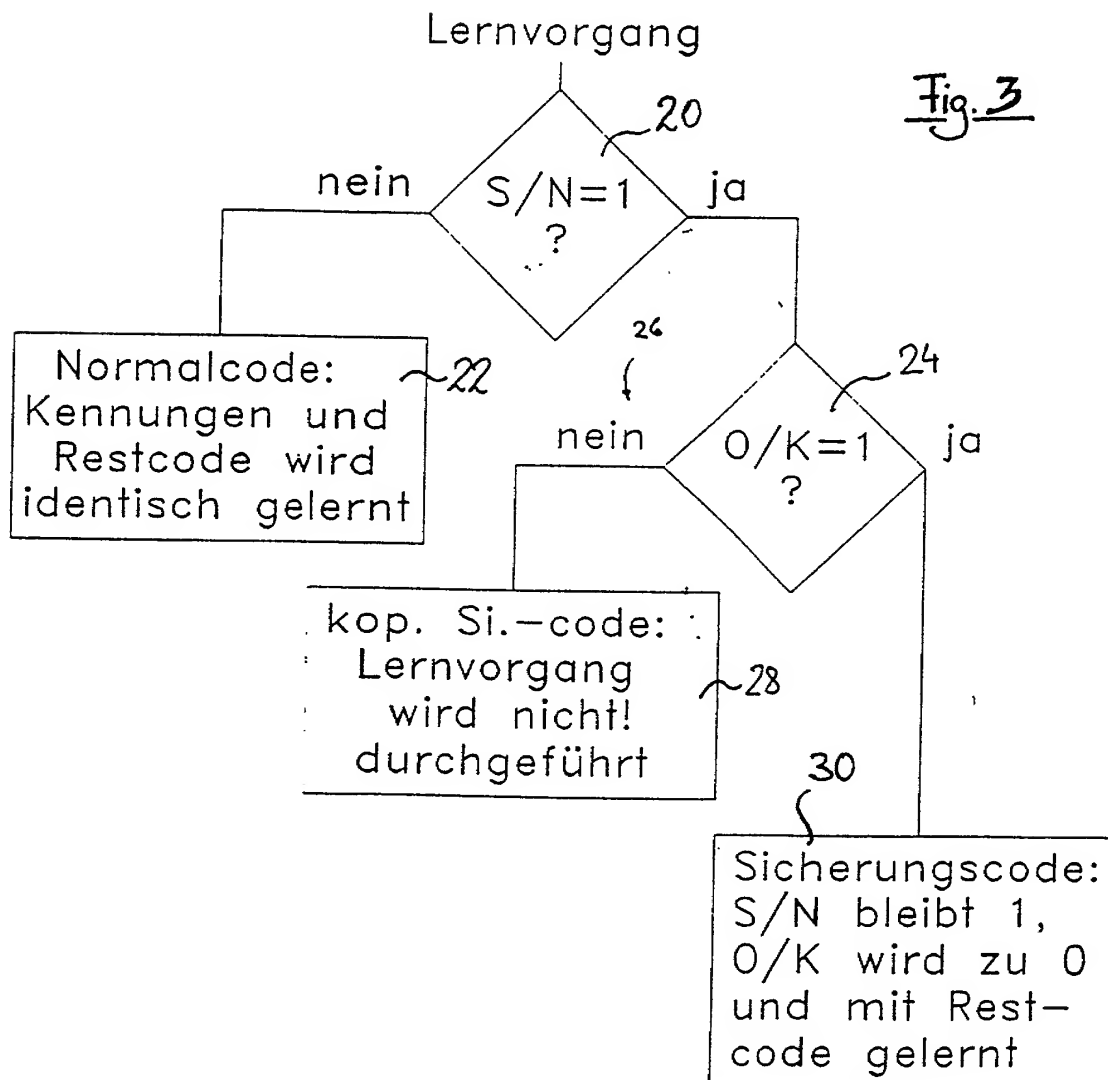 Lernvorgang
Fig. 3
20
nein
S/N=1
?
ja
26
Normalcode:
Kennungen und
Restcode wird
identisch gelernt
22
24
nein
O/K=1
?
ja
kop. Si.-code:
Lernvorgang
wird nicht!
durchgeführt
28
30
Sicherungscode:
S/N bleibt 1,
O/K wird zu 0
und mit Rest-
code gelernt